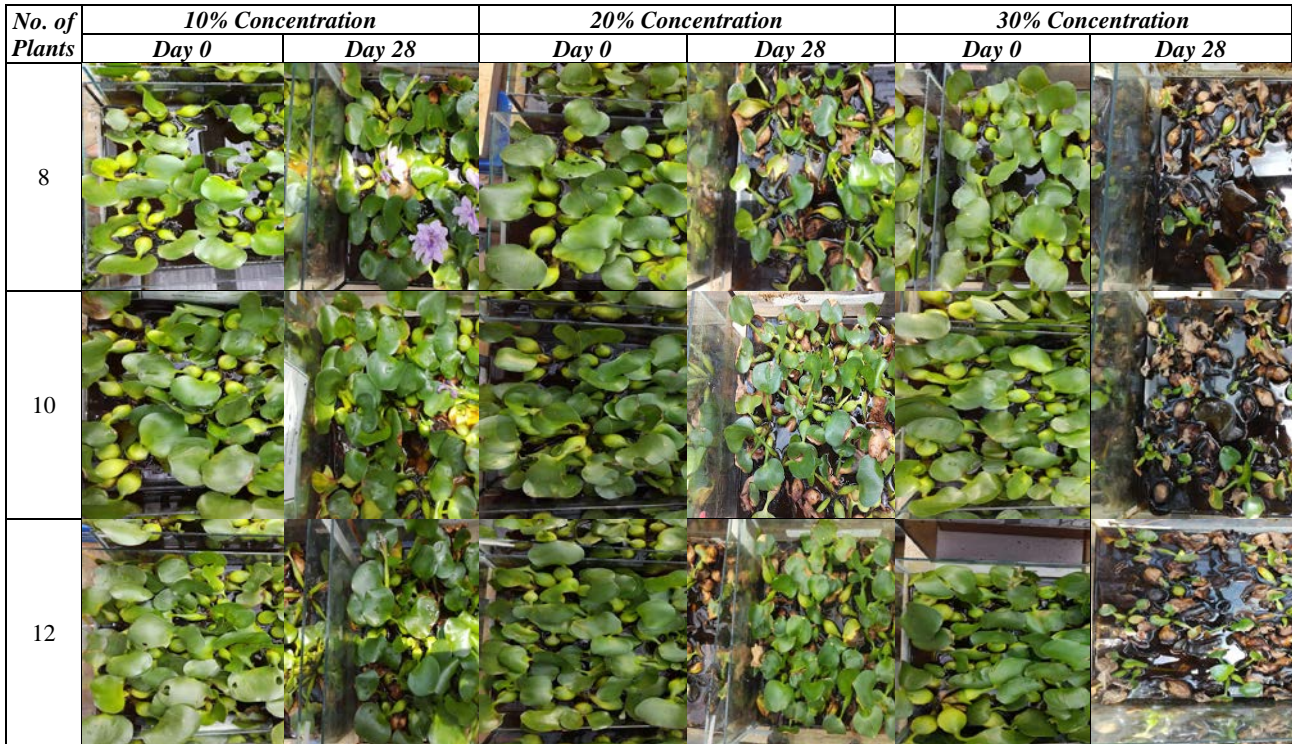 No. of Plants
10% Concentration
20% Concentration
30% Concentration
Day 0
Day 28
Day 0
Day 28
Day 0
Day 28
8
10
12